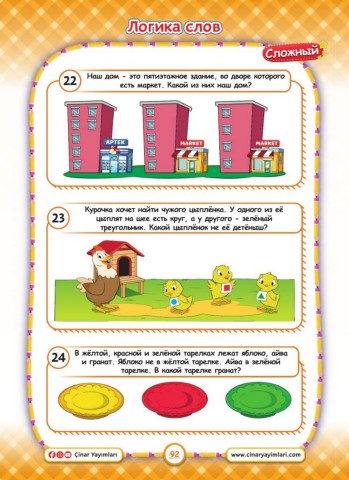 Логика слов
Сложный
22
Наш дом - это пятиэтажное здание, во дворе которого
есть маркет. Какой из них наш дом?
АРТЕК
MARKET
MARKET
23
Курочка хочет найти чужого цыплёнка. У одного из её
цыплят на шее есть круг, а у другого - зелёный
треугольник. Какой цыплёнок не её детёныш?
24
В жёлтой, красной и зелёной тарелках лежат яблоко, айва
и гранат. Яблоко не в жёлтой тарелке. Айва в зелёной
тарелке. В какой тарелке гранат?
Çınar Yayımları
92
www.cinaryayimlari.com